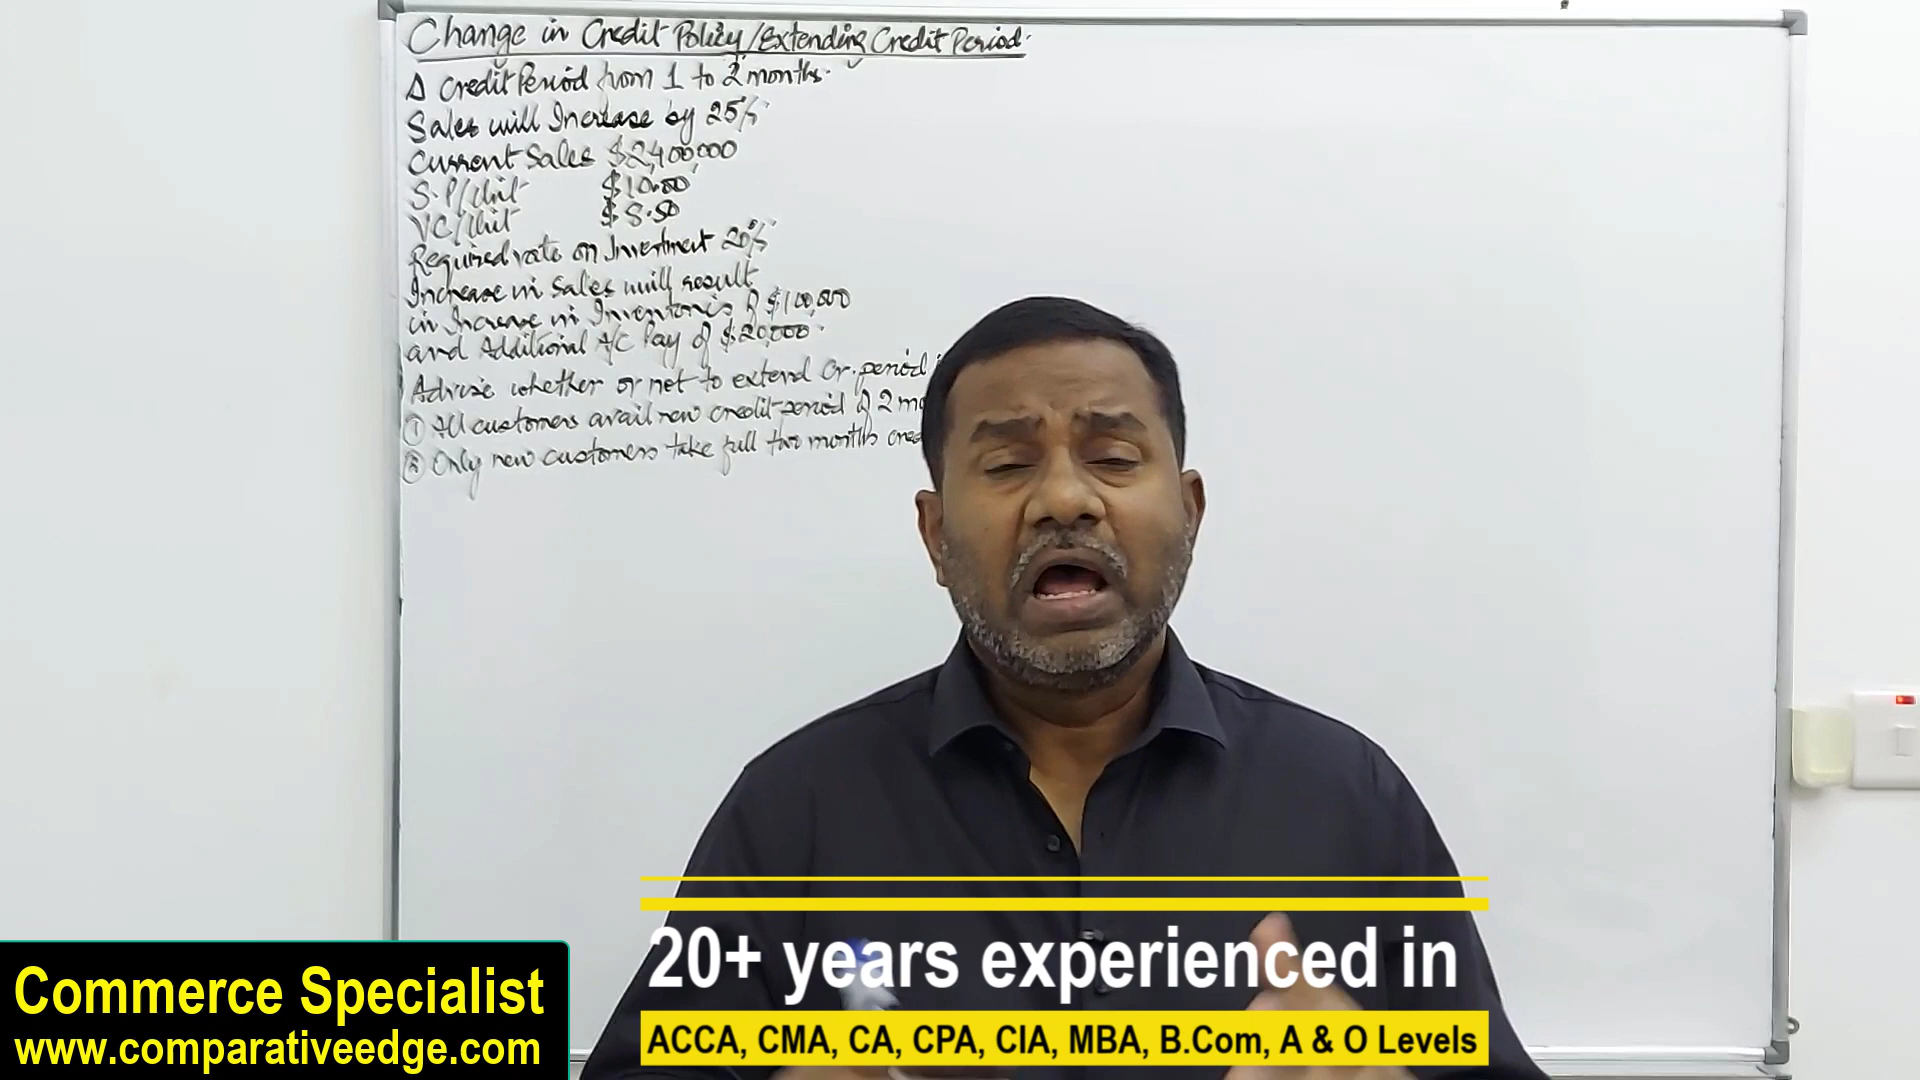 Change in Credit Policy/Extending Credit Period.
Δ Credit Period from 1 to 2 months.
Sales will Increase by 25%.
Current Sales $2,400,000
S.P/Unit $10.00
VC/Unit $8.50
Required rate on Investment 20%
Increase in Sales will result
in Increase in Inventories of $100,000
and Additional A/C Pay of $20,000.
Advise whether or not to extend Cr. period
① All customers avail new credit period of 2
② Only new customers take full two months
20+ years experienced in
ACCA, CMA, CA, CPA, CIA, MBA, B.Com, A & O Levels
Commerce Specialist
www.comparativeedge.com